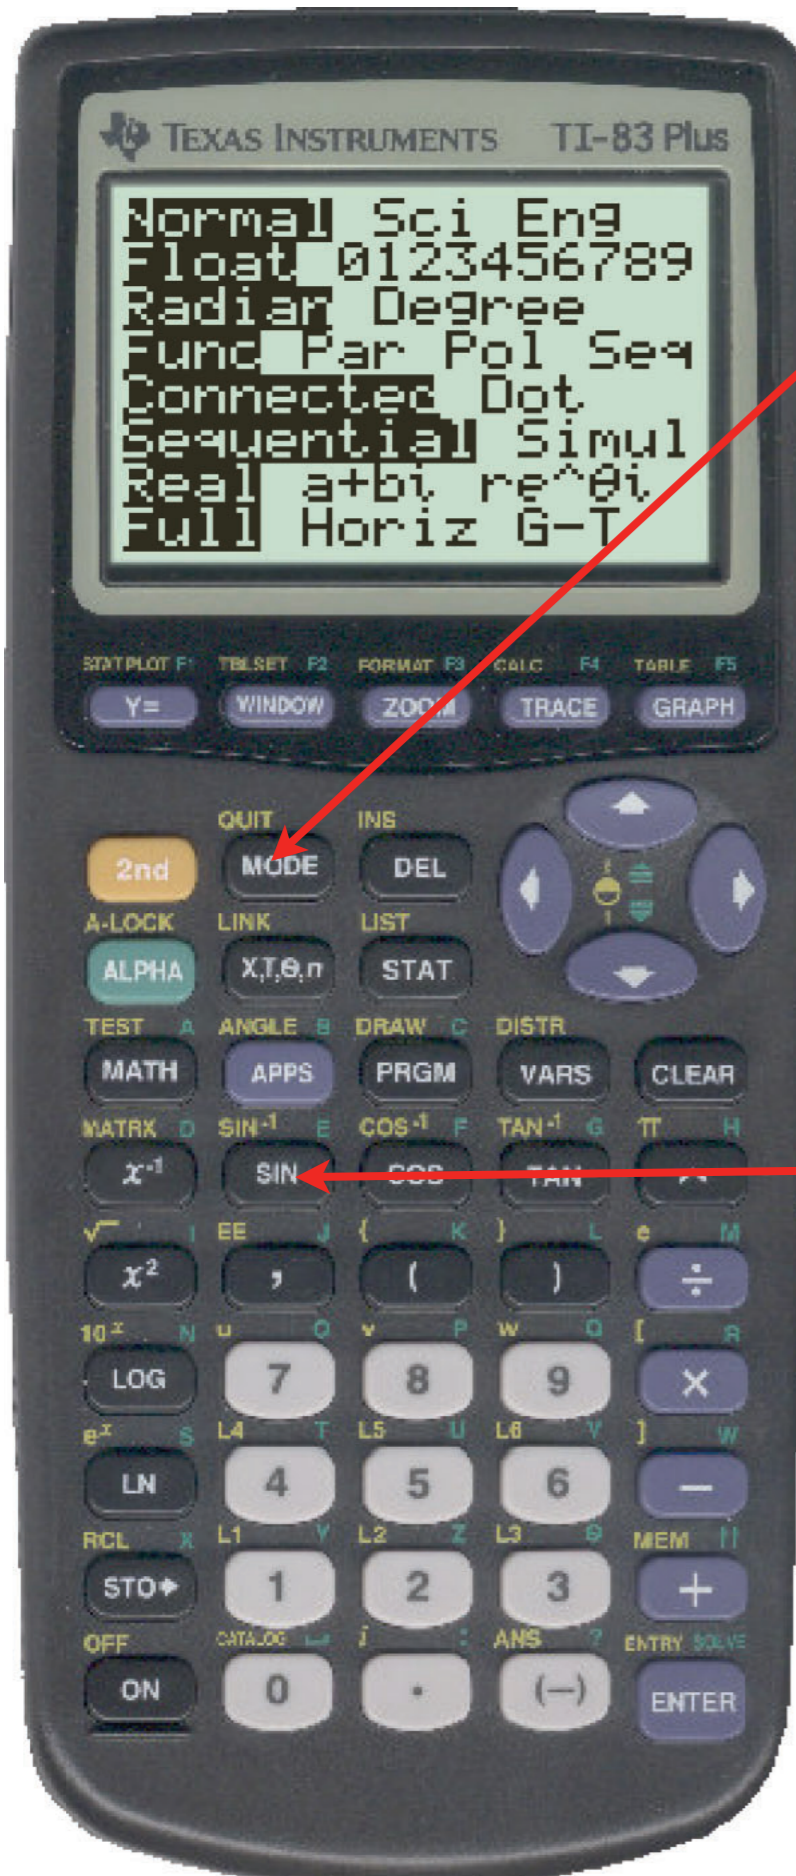 TEXAS INSTRUMENTS TI-83 Plus
Normal Sci Eng
Float 0123456789
Radian Degree
Func Par Pol Seq
Connected Dot
Sequential Simul
Real a+bi re^θi
Full Horiz G-T
STAT PLOT F1 TBLSET F2 FORMAT F3 CALC F4 TABLE F5
Y= WINDOW ZOOM TRACE GRAPH
QUIT INS
2nd MODE DEL
A-LOCK LINK LIST
ALPHA X,T,Θ,n STAT
TEST A ANGLE B DRAW C DISTR
MATH APPS PRGM VARS CLEAR
MATRX D SIN-1 E COS-1 F TAN-1 G π H
x-1 SIN COS TAN ^
√ I EE J { K } L e M
x2 , ( ) ÷
10x N u O v P w Q [ R
LOG 7 8 9 ×
ex S L4 T L5 U L6 V ] W
LN 4 5 6 −
RCL X L1 Y L2 Z L3 θ MEM "
STO 1 2 3 +
OFF CATALOG i : ANS ? ENTRY SOLVE
ON 0 . (−) ENTER